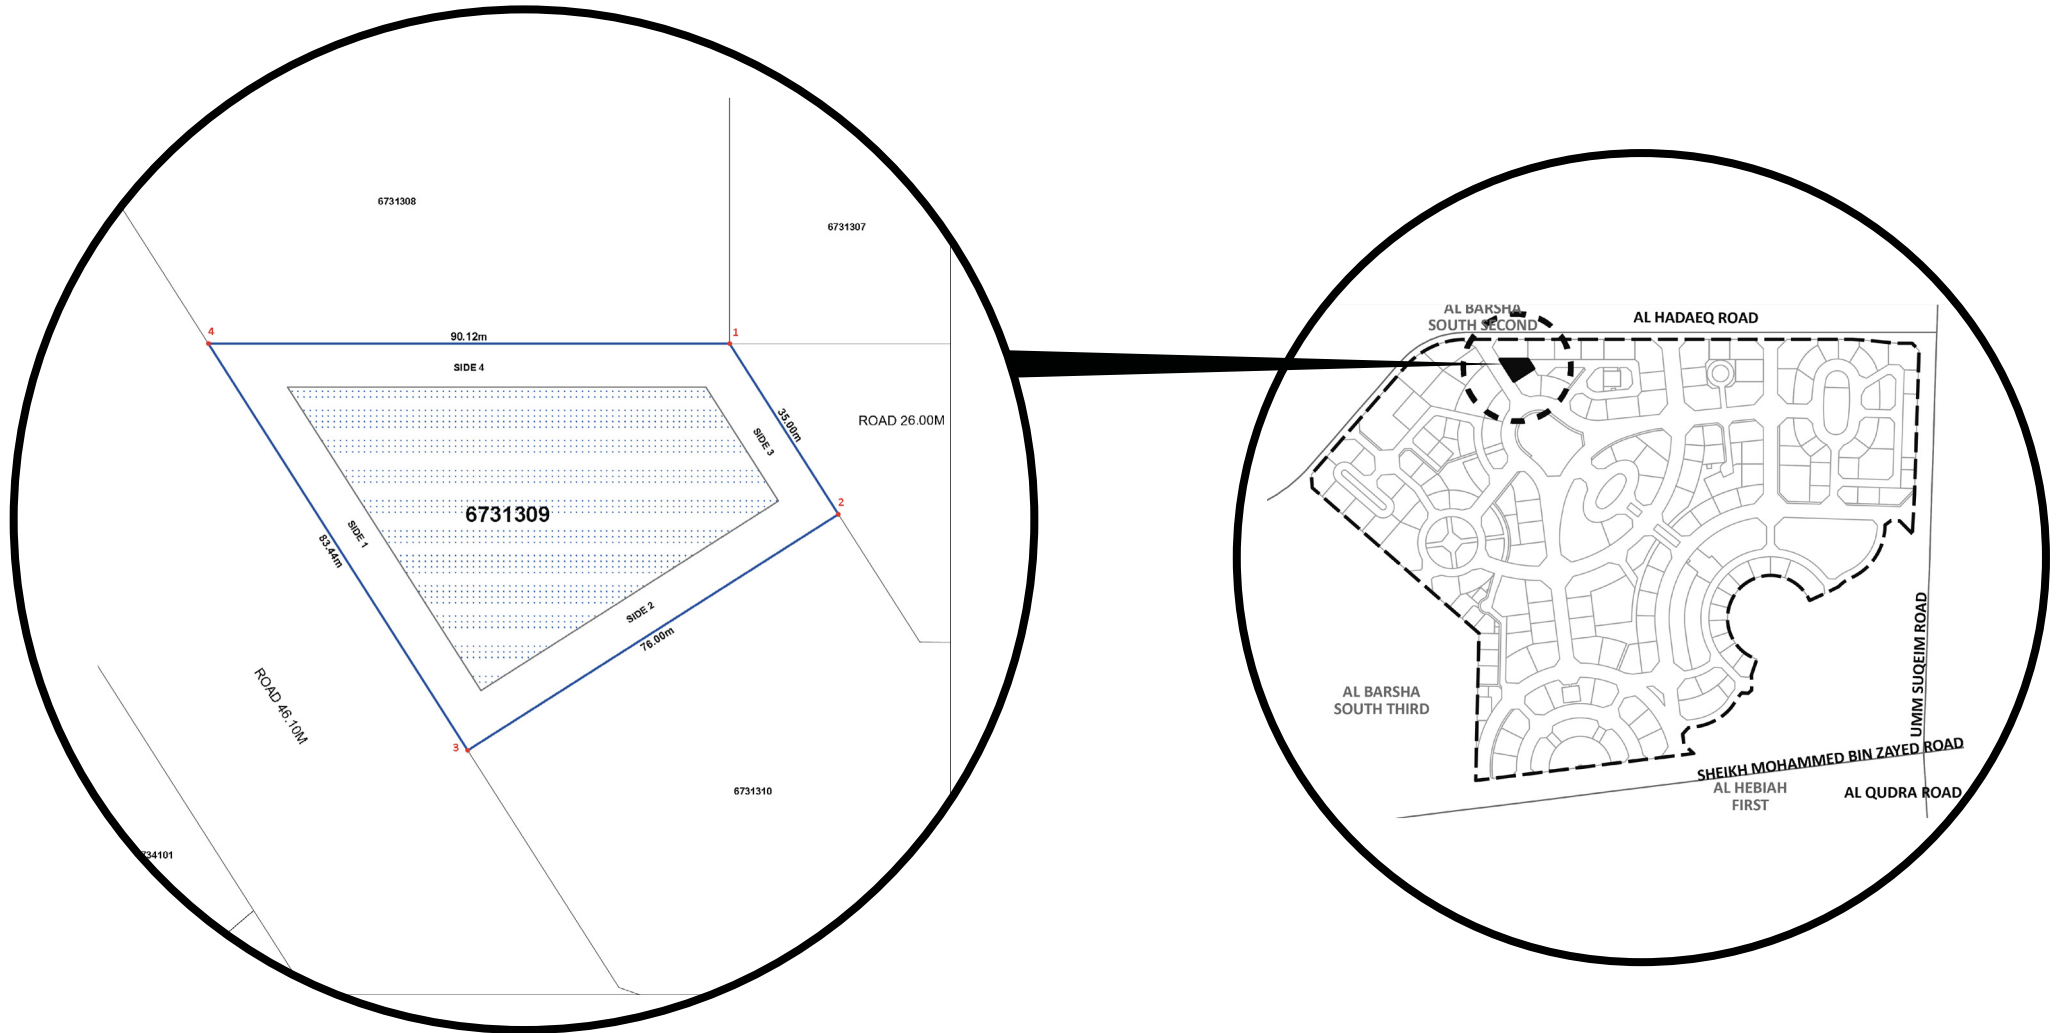 6731308
6731307
4
90.12m
1
SIDE 4
35.00m
ROAD 26.00M
SIDE 3
2
6731309
SIDE 1
83.44m
SIDE 2
76.00m
3
ROAD 46.10M
6731310
734101
AL BARSHA
SOUTH SECOND
AL HADAEQ ROAD
AL BARSHA
SOUTH THIRD
UMM SUQEIM ROAD
SHEIKH MOHAMMED BIN ZAYED ROAD
AL HEBIAH
FIRST
AL QUDRA ROAD